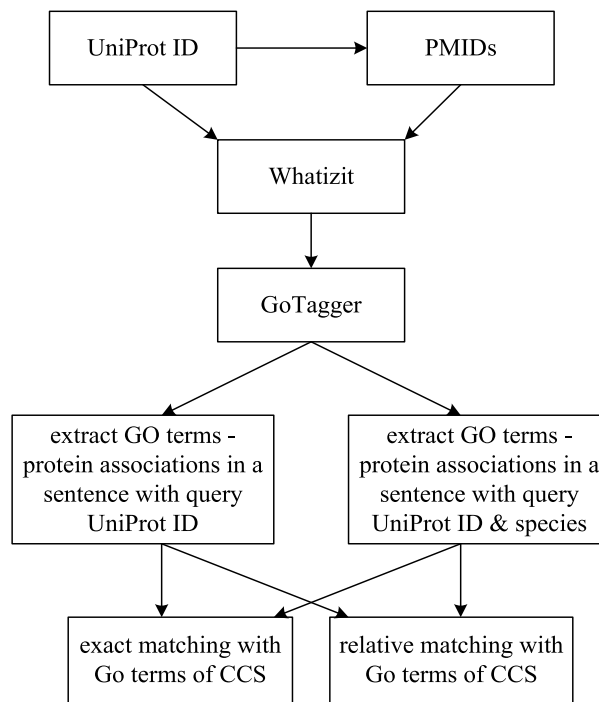 UniProt ID
PMIDs
Whatizit
GoTagger
extract GO terms -
protein associations in a
sentence with query
UniProt ID
extract GO terms -
protein associations in a
sentence with query
UniProt ID & species
exact matching with
Go terms of CCS
relative matching with
Go terms of CCS